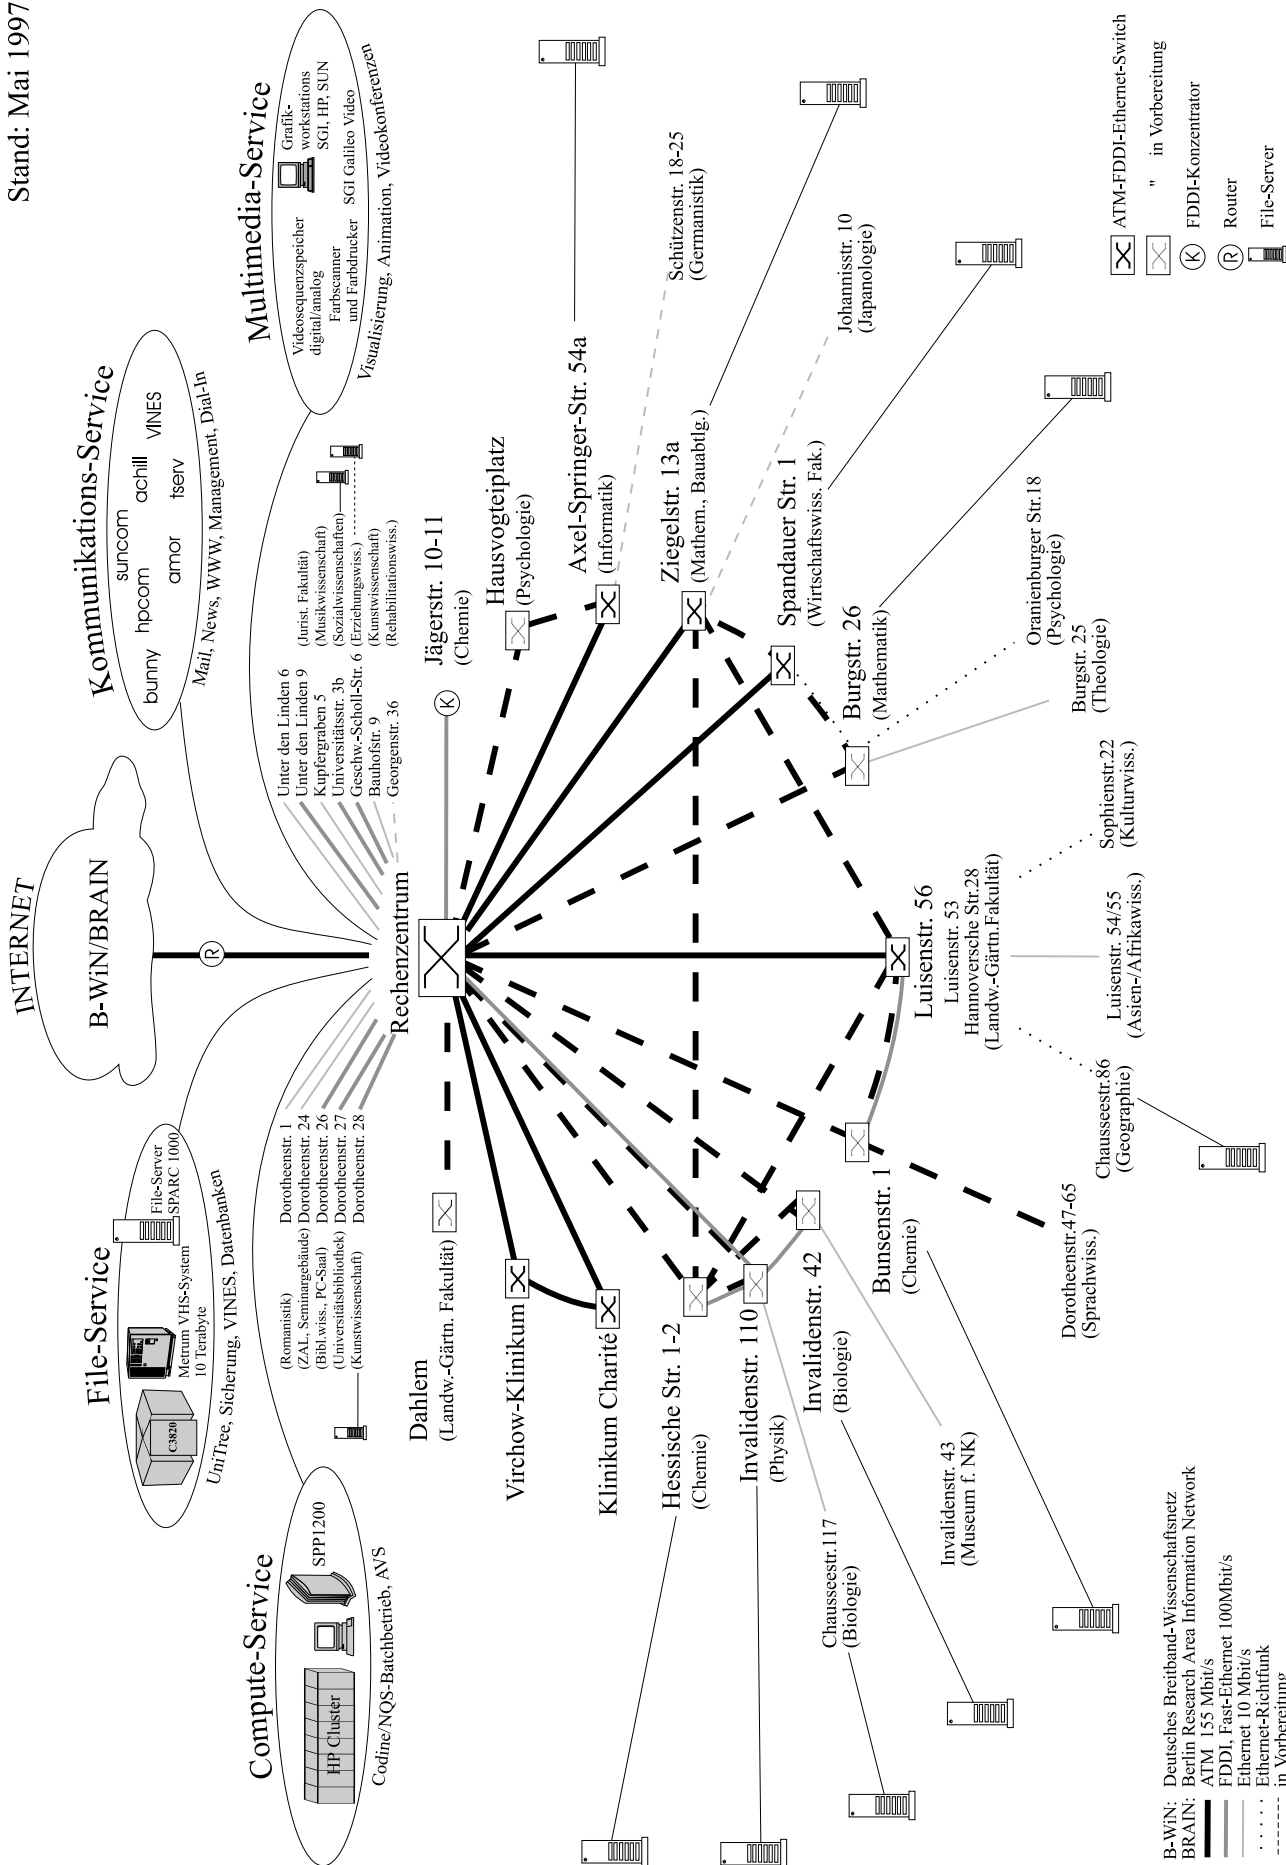 Stand: Mai 1997
INTERNET
B-WiN/BRAIN
R
Compute-Service
HP Cluster
SPP1200
Codine/NQS-Batchbetrieb, AVS
File-Service
C3820
Metrum VHS-System
10 Terabyte
File-Server
SPARC 1000
UniTree, Sicherung, VINES, Datenbanken
Kommunikations-Service
suncom
bunny hpcom achill VINES
amor tserv
Mail, News, WWW, Management, Dial-In
Multimedia-Service
Videosequenzspeicher
digital/analog
Farbscanner
und Farbdrucker
Grafik-
workstations
SGI, HP, SUN
SGI Galileo Video
Visualisierung, Animation, Videokonferenzen
(Romanistik) Dorotheenstr. 1
(ZAL, Seminargebäude) Dorotheenstr. 24
(Bibl.wiss., PC-Saal) Dorotheenstr. 26
(Universitätsbibliothek) Dorotheenstr. 27
(Kunstwissenschaft) Dorotheenstr. 28
Unter den Linden 6
Unter den Linden 9 (Jurist. Fakultät)
Kupfergraben 5 (Musikwissenschaft)
Universitätsstr. 3b (Sozialwissenschaften)
Geschw.-Scholl-Str. 6 (Erziehungswiss.)
Bauhofstr. 9 (Kunstwissenschaft)
Georgenstr. 36 (Rehabilitationswiss.)
Rechenzentrum
Dahlem
(Landw.-Gärtn. Fakultät)
Jägerstr. 10-11
(Chemie)
K
Virchow-Klinikum
Hausvogteiplatz
(Psychologie)
Klinikum Charité
Axel-Springer-Str. 54a
(Informatik)
Schützenstr. 18-25
(Germanistik)
Hessische Str. 1-2
(Chemie)
Ziegelstr. 13a
(Mathem., Bauabtlg.)
Invalidenstr. 110
(Physik)
Spandauer Str. 1
(Wirtschaftswiss. Fak.)
Johannisstr. 10
(Japanologie)
Invalidenstr. 42
(Biologie)
Burgstr. 26
(Mathematik)
Chausseestr.117
(Biologie)
Bunsenstr. 1
(Chemie)
Luisenstr. 56
Luisenstr. 53
Hannoversche Str.28
(Landw.-Gärtn.Fakultät)
Invalidenstr. 43
(Museum f. NK)
Oranienburger Str.18
(Psychologie)
Burgstr. 25
(Theologie)
Dorotheenstr.47-65
(Sprachwiss.)
Chausseestr.86
(Geographie)
Luisenstr. 54/55
(Asien-/Afrikawiss.)
Sophienstr.22
(Kulturwiss.)
B-WiN: Deutsches Breitband-Wissenschaftsnetz
BRAIN: Berlin Research Area Information Network
ATM 155 Mbit/s
FDDI, Fast-Ethernet 100Mbit/s
Ethernet 10 Mbit/s
Ethernet-Richtfunk
in Vorbereitung
ATM-FDDI-Ethernet-Switch
" in Vorbereitung
K FDDI-Konzentrator
R Router
File-Server